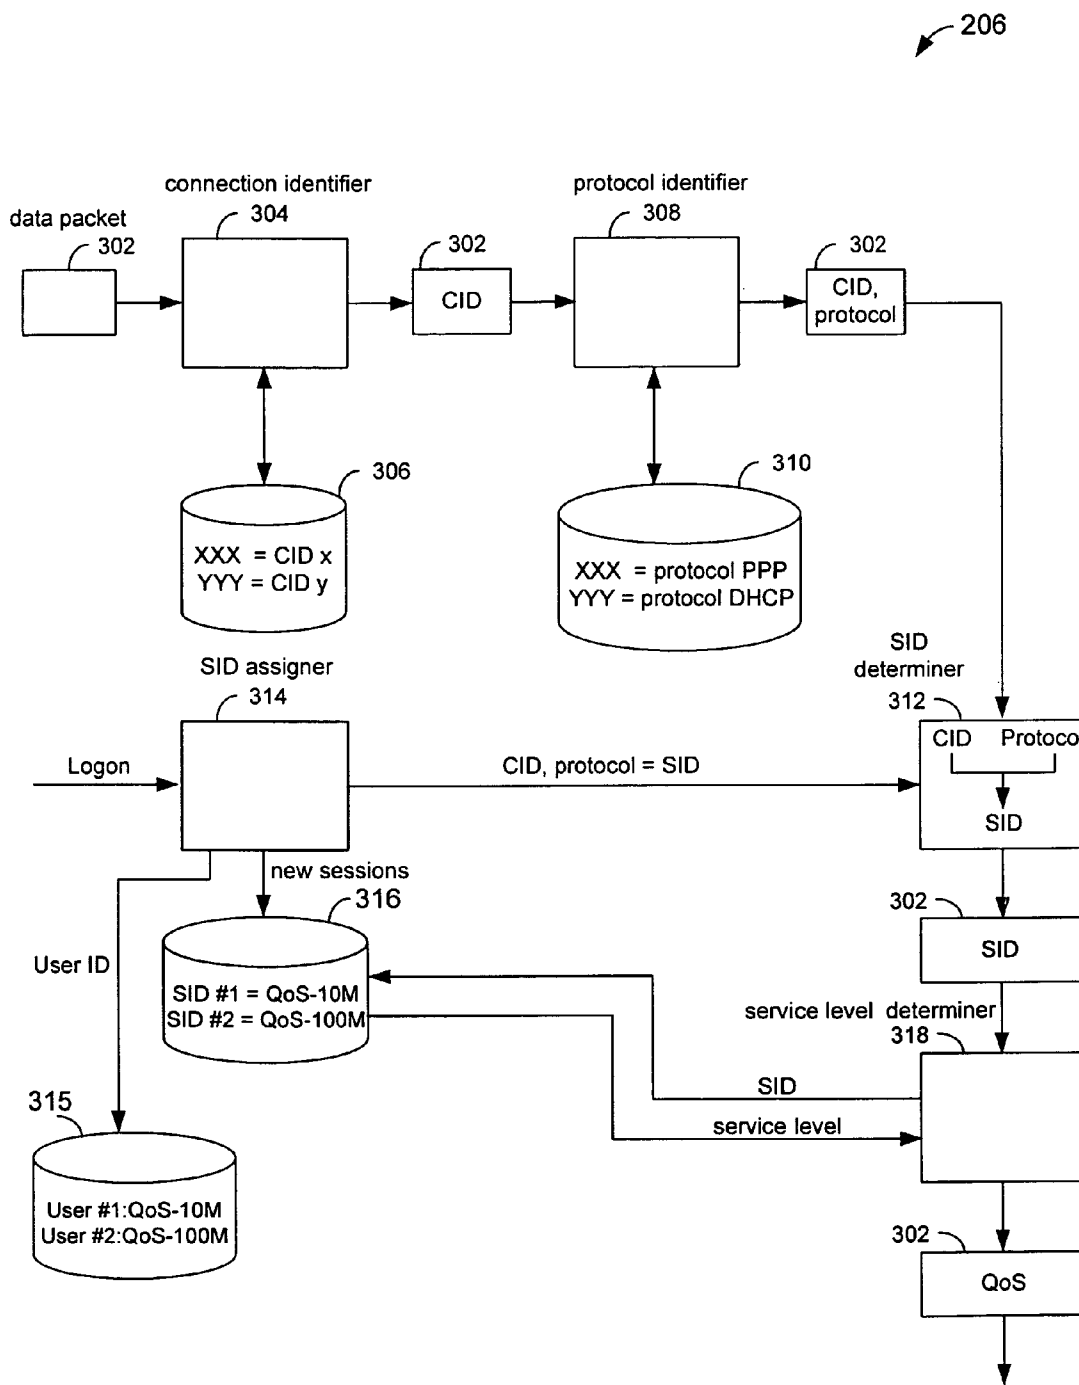 206
connection identifier
304
protocol identifier
308
data packet
302
302
302
CID
CID,
protocol
306
310
XXX = CID x
YYY = CID y
XXX = protocol PPP
YYY = protocol DHCP
SID assigner
314
SID
determiner
312
CID Protoco
SID
Logon
CID, protocol = SID
new sessions
316
302
SID
User ID
SID #1 = QoS-10M
SID #2 = QoS-100M
service level determiner
318
SID
service level
315
User #1:QoS-10M
User #2:QoS-100M
302
QoS